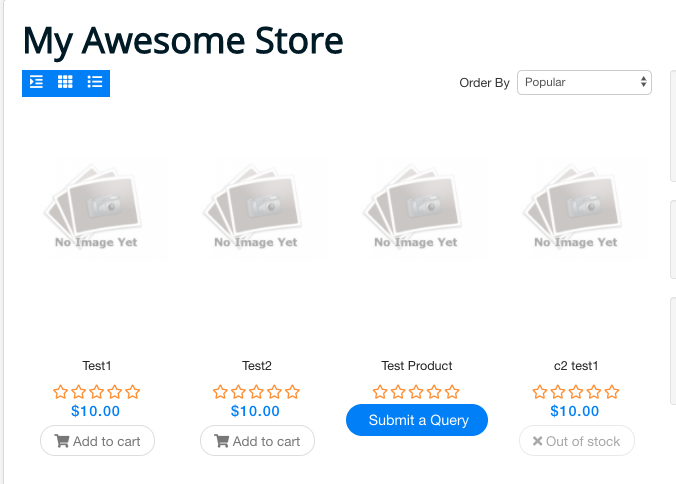 My Awesome Store
Order By Popular
No Image Yet No Image Yet No Image Yet No Image Yet
Test1 Test2 Test Product c2 test1
$10.00 $10.00 $10.00
Submit a Query
Add to cart Add to cart Out of stock